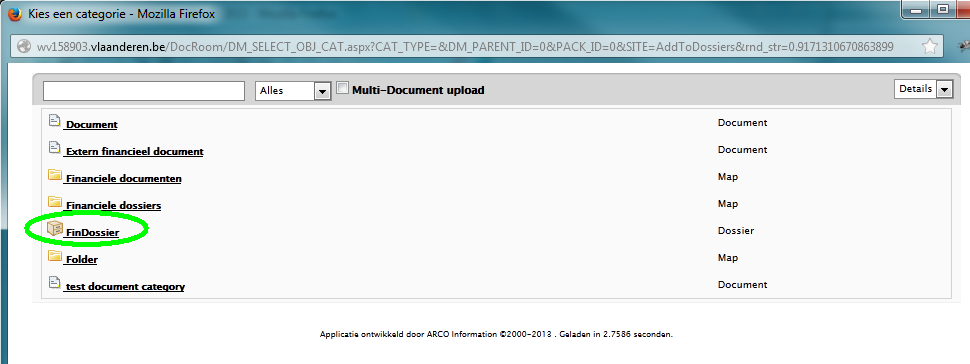 Kies een categorie - Mozilla Firefox
wv158903.vlaanderen.be/DocRoom/DM_SELECT_OBJ_CAT.aspx?CAT_TYPE=&DM_PARENT_ID=0&PACK_ID=0&SITE=AddToDossiers&rnd_str=0.9171310670863899
Alles Multi-Document upload Details
Document Document
Extern financieel document Document
Financiele documenten Map
Financiele dossiers Map
FinDossier Dossier
Folder Map
test document category Document
Applicatie ontwikkeld door ARCO Information ©2000-2013 . Geladen in 2.7586 seconden.